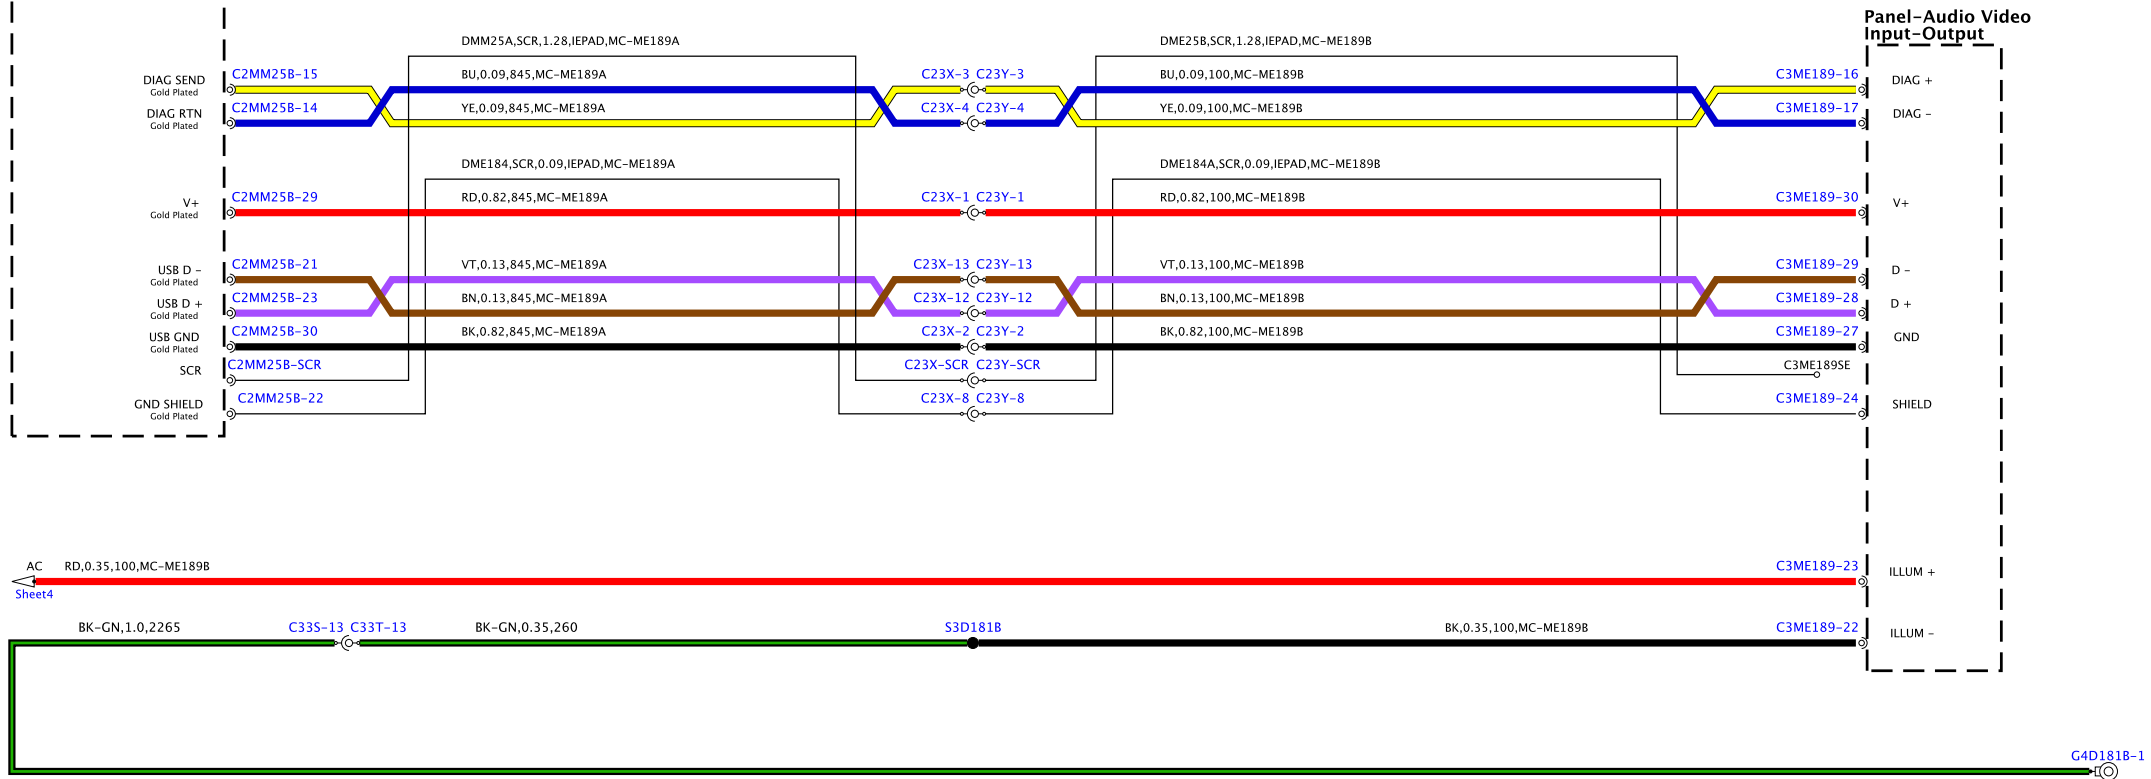 Panel-Audio Video
Input-Output
DMM25A,SCR,1.28,IEPAD,MC-ME189A
DME25B,SCR,1.28,IEPAD,MC-ME189B
DIAG SEND
Gold Plated
C2MM25B-15
BU,0.09,845,MC-ME189A
C23X-3 C23Y-3
BU,0.09,100,MC-ME189B
C3ME189-16
DIAG +
DIAG RTN
Gold Plated
C2MM25B-14
YE,0.09,845,MC-ME189A
C23X-4 C23Y-4
YE,0.09,100,MC-ME189B
C3ME189-17
DIAG -
DME184,SCR,0.09,IEPAD,MC-ME189A
DME184A,SCR,0.09,IEPAD,MC-ME189B
V+
Gold Plated
C2MM25B-29
RD,0.82,845,MC-ME189A
C23X-1 C23Y-1
RD,0.82,100,MC-ME189B
C3ME189-30
V+
USB D -
Gold Plated
C2MM25B-21
VT,0.13,845,MC-ME189A
C23X-13 C23Y-13
VT,0.13,100,MC-ME189B
C3ME189-29
D -
USB D +
Gold Plated
C2MM25B-23
BN,0.13,845,MC-ME189A
C23X-12 C23Y-12
BN,0.13,100,MC-ME189B
C3ME189-28
D +
USB GND
Gold Plated
C2MM25B-30
BK,0.82,845,MC-ME189A
C23X-2 C23Y-2
BK,0.82,100,MC-ME189B
C3ME189-27
GND
SCR
C2MM25B-SCR
C23X-SCR C23Y-SCR
C3ME189SE
GND SHIELD
Gold Plated
C2MM25B-22
C23X-8 C23Y-8
C3ME189-24
SHIELD
AC
Sheet4
RD,0.35,100,MC-ME189B
C3ME189-23
ILLUM +
BK-GN,1.0,2265
C33S-13 C33T-13
BK-GN,0.35,260
S3D181B
BK,0.35,100,MC-ME189B
C3ME189-22
ILLUM -
G4D181B-1